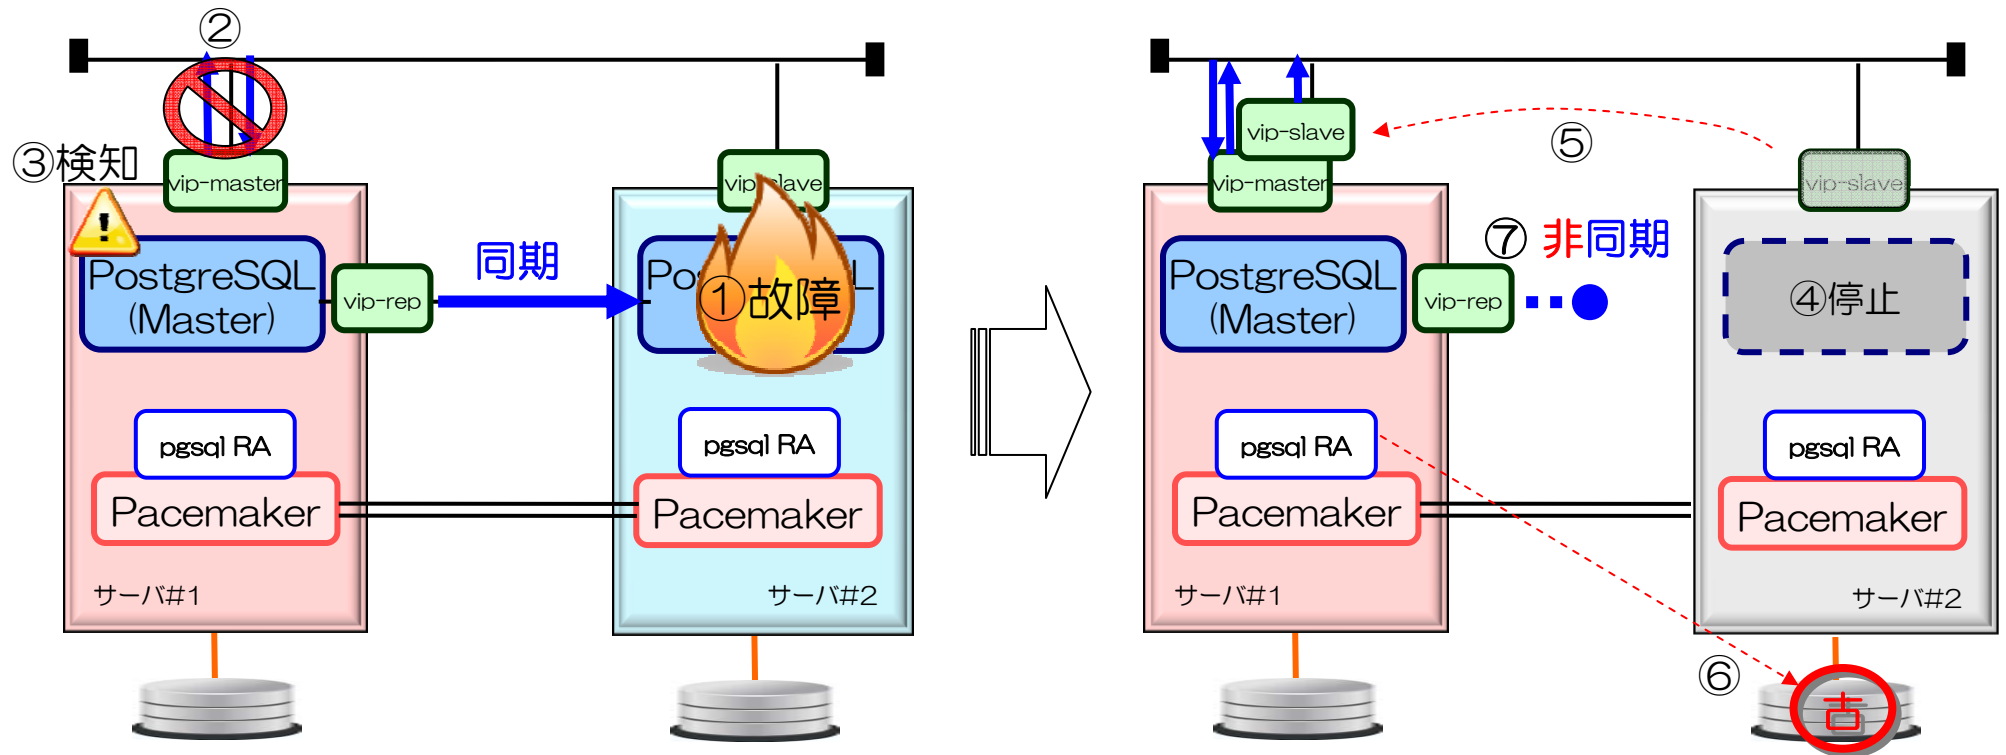 ②
③検知
vip-master
vip-slave
PostgreSQL
(Master)
vip-rep
同期
①故障
pgsql RA
pgsql RA
Pacemaker
Pacemaker
サーバ#1
サーバ#2
vip-slave
vip-master
⑤
vip-slave
PostgreSQL
(Master)
vip-rep
⑦ 非同期
④停止
pgsql RA
pgsql RA
Pacemaker
Pacemaker
サーバ#1
サーバ#2
⑥
古